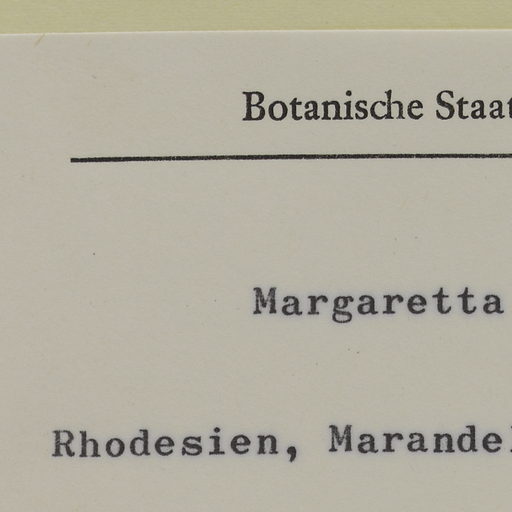 Botanische Staat
Margaretta
Rhodesien, Marandel